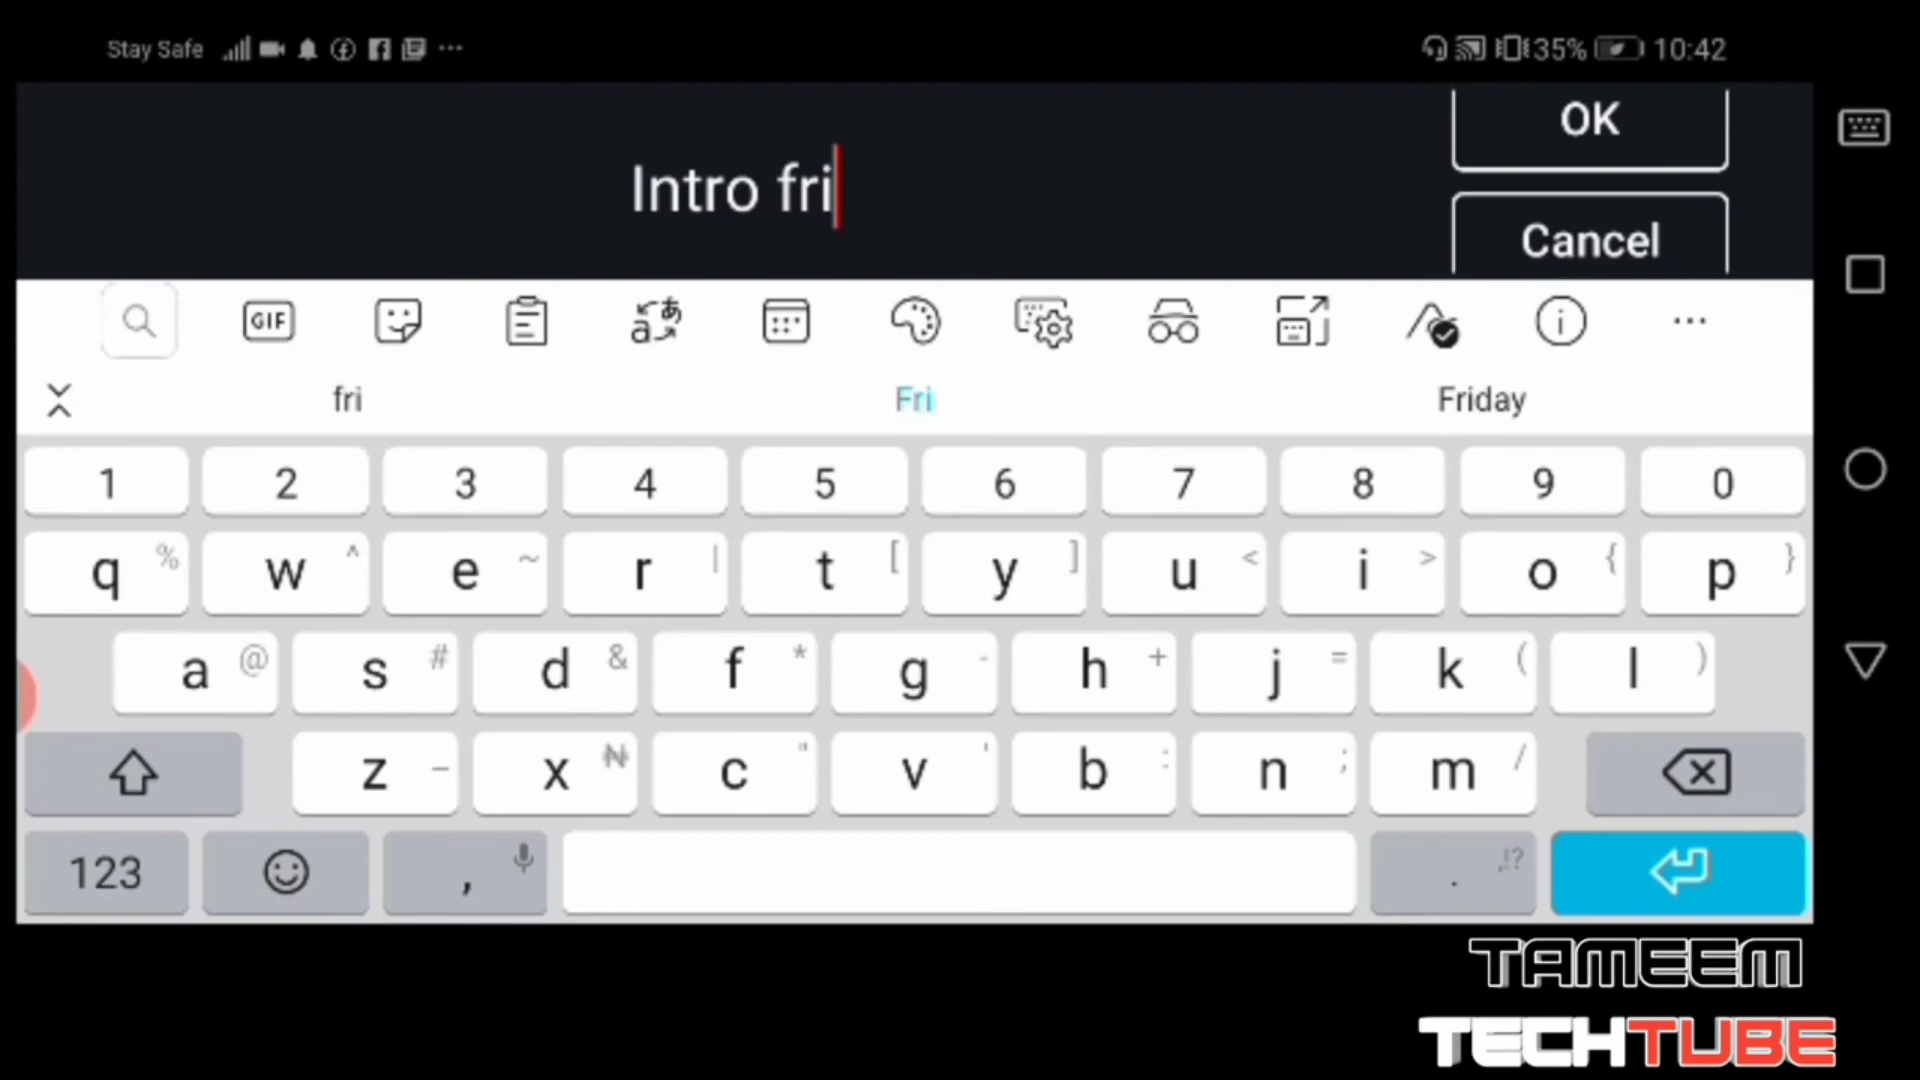 Stay Safe 35% 10:42
OK
Intro fri
Cancel
GIF
fri Fri Friday
1 2 3 4 5 6 7 8 9 0
q % w ^ e ~ r | t [ y ] u < i > o { p }
a @ s # d & f * g - h + j = k ( l )
z _ x ₦ c " v ' b : n ; m /
123 , . ,!?
TAMEEM
TECHTUBE